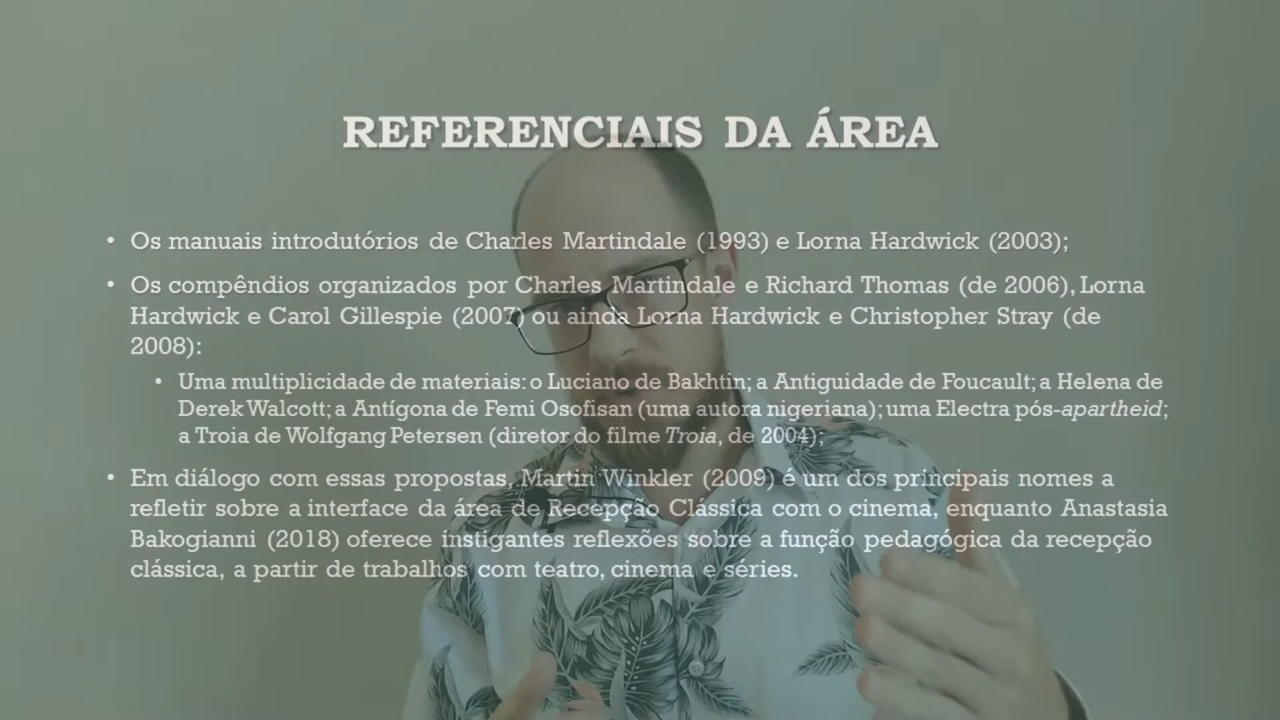 REFERENCIAIS DA ÁREA
• Os manuais introdutórios de Charles Martindale (1993) e Lorna Hardwick (2003);
• Os compêndios organizados por Charles Martindale e Richard Thomas (de 2006), Lorna
Hardwick e Carol Gillespie (2007) ou ainda Lorna Hardwick e Christopher Stray (de
2008):
• Uma multiplicidade de materiais: o Luciano de Bakhtin; a Antiguidade de Foucault; a Helena de
Derek Walcott; a Antígona de Femi Osofisan (uma autora nigeriana); uma Electra pós-apartheid;
a Troia de Wolfgang Petersen (diretor do filme Troia, de 2004);
• Em diálogo com essas propostas, Martin Winkler (2009) é um dos principais nomes a
refletir sobre a interface da área de Recepção Clássica com o cinema, enquanto Anastasia
Bakogianni (2018) oferece instigantes reflexões sobre a função pedagógica da recepção
clássica, a partir de trabalhos com teatro, cinema e séries.